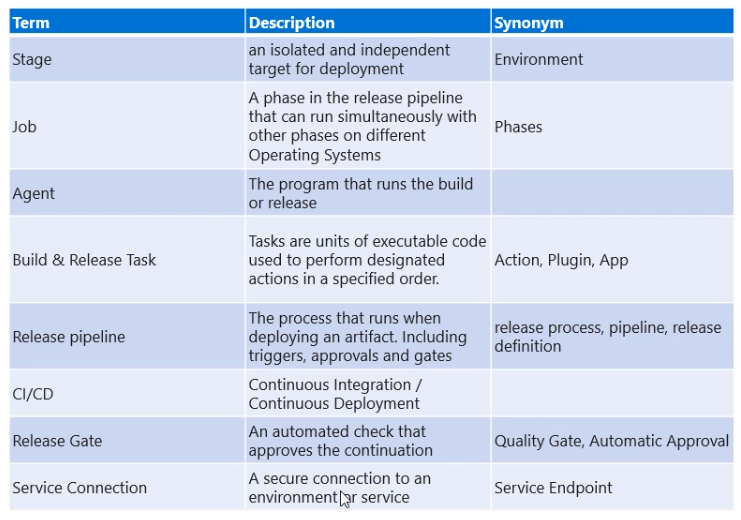 Term Description Synonym
Stage
an isolated and independent
target for deployment
Environment
Job
A phase in the release pipeline
that can run simultaneously with
other phases on different
Operating Systems
Phases
Agent
The program that runs the build
or release
Build & Release Task
Tasks are units of executable code
used to perform designated
actions in a specified order.
Action, Plugin, App
Release pipeline
The process that runs when
deploying an artifact. Including
triggers, approvals and gates
release process, pipeline, release
definition
CI/CD
Continuous Integration /
Continuous Deployment
Release Gate
An automated check that
approves the continuation
Quality Gate, Automatic Approval
Service Connection
A secure connection to an
environment or service
Service Endpoint